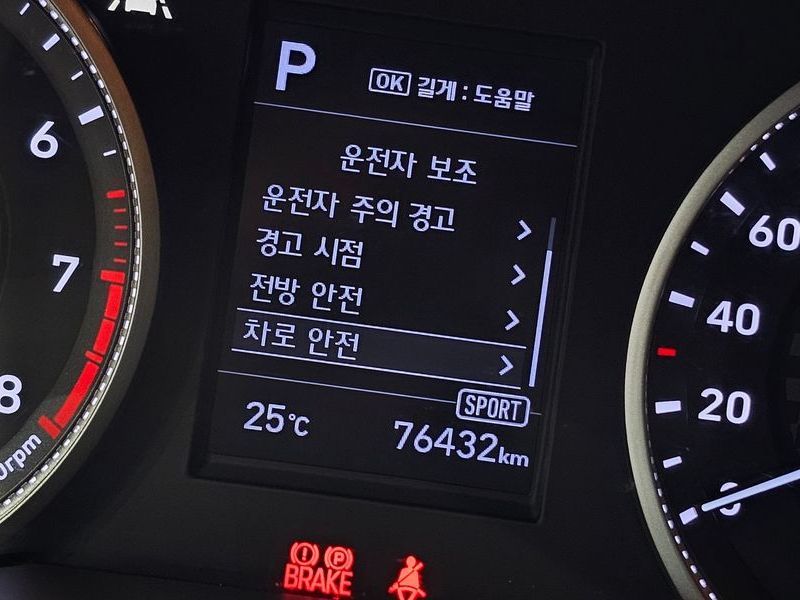 P
OK 길게 : 도움말
운전자 보조
운전자 주의 경고
경고 시점
전방 안전
차로 안전
SPORT
25℃
76432km
6
7
8
0rpm
60
40
20
0
P
BRAKE